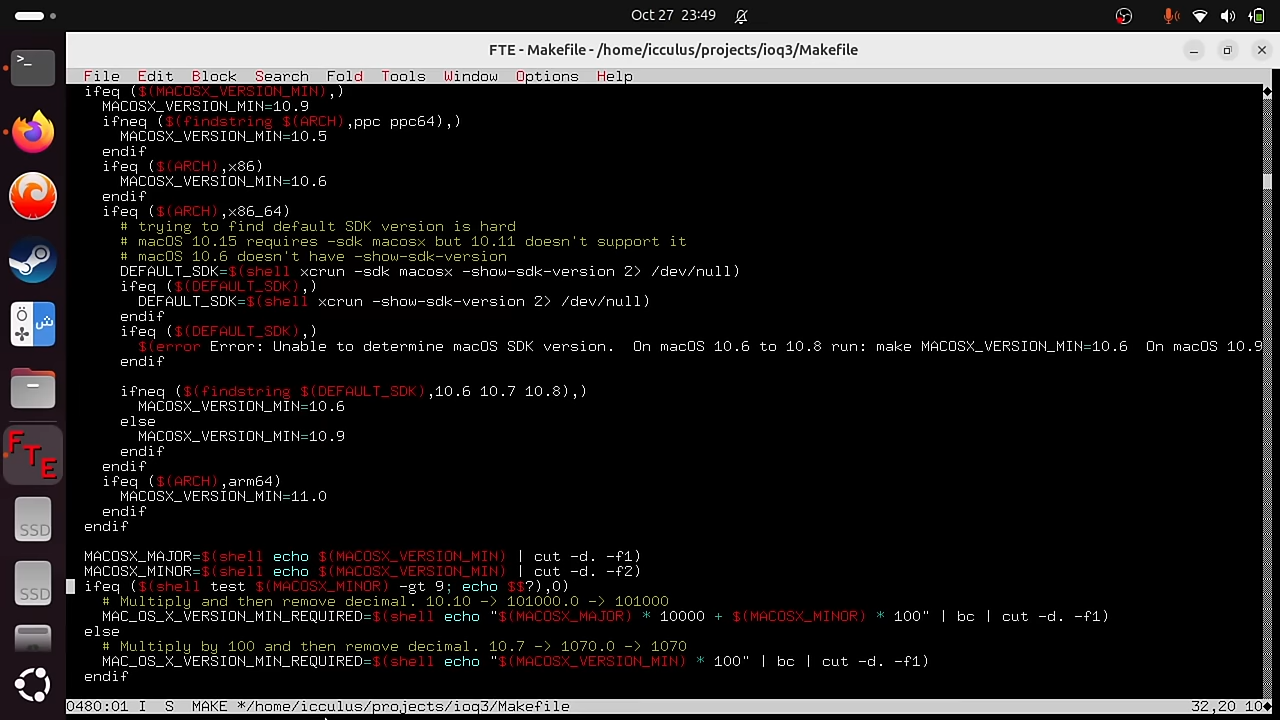 Oct 27 23:49
FTE - Makefile - /home/icculus/projects/ioq3/Makefile
File Edit Block Search Fold Tools Window Options Help
ifeq ($(MACOSX_VERSION_MIN),)
MACOSX_VERSION_MIN=10.9
ifneq ($(findstring $(ARCH),ppc ppc64),)
MACOSX_VERSION_MIN=10.5
endif
ifeq ($(ARCH),x86)
MACOSX_VERSION_MIN=10.6
endif
ifeq ($(ARCH),x86_64)
# trying to find default SDK version is hard
# macOS 10.15 requires -sdk macosx but 10.11 doesn't support it
# macOS 10.6 doesn't have -show-sdk-version
DEFAULT_SDK=$(shell xcrun -sdk macosx -show-sdk-version 2> /dev/null)
ifeq ($(DEFAULT_SDK),)
DEFAULT_SDK=$(shell xcrun -show-sdk-version 2> /dev/null)
endif
ifeq ($(DEFAULT_SDK),)
$(error Error: Unable to determine macOS SDK version.  On macOS 10.6 to 10.8 run: make MACOSX_VERSION_MIN=10.6  On macOS 10.9
endif
ifneq ($(findstring $(DEFAULT_SDK),10.6 10.7 10.8),)
MACOSX_VERSION_MIN=10.6
else
MACOSX_VERSION_MIN=10.9
endif
endif
ifeq ($(ARCH),arm64)
MACOSX_VERSION_MIN=11.0
endif
endif
MACOSX_MAJOR=$(shell echo $(MACOSX_VERSION_MIN) | cut -d. -f1)
MACOSX_MINOR=$(shell echo $(MACOSX_VERSION_MIN) | cut -d. -f2)
ifeq ($(shell test $(MACOSX_MINOR) -gt 9; echo $$?),0)
# Multiply and then remove decimal. 10.10 -> 101000.0 -> 101000
MAC_OS_X_VERSION_MIN_REQUIRED=$(shell echo "$(MACOSX_MAJOR) * 10000 + $(MACOSX_MINOR) * 100" | bc | cut -d. -f1)
else
# Multiply by 100 and then remove decimal. 10.7 -> 1070.0 -> 1070
MAC_OS_X_VERSION_MIN_REQUIRED=$(shell echo "$(MACOSX_VERSION_MIN) * 100" | bc | cut -d. -f1)
endif
0480:01 I  S  MAKE */home/icculus/projects/ioq3/Makefile 32,20 10
>_
Ö ش
FTE
SSD
SSD